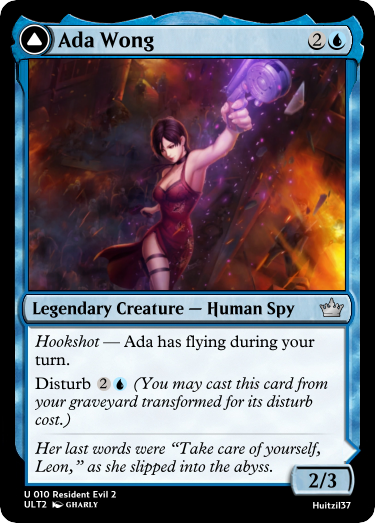 Ada Wong 2
Legendary Creature — Human Spy
Hookshot — Ada has flying during your
turn.
Disturb 2 (You may cast this card from
your graveyard transformed for its disturb
cost.)
Her last words were “Take care of yourself,
Leon,” as she slipped into the abyss.
2/3
U 010 Resident Evil 2
ULT2 GHARLY
Huitzil37